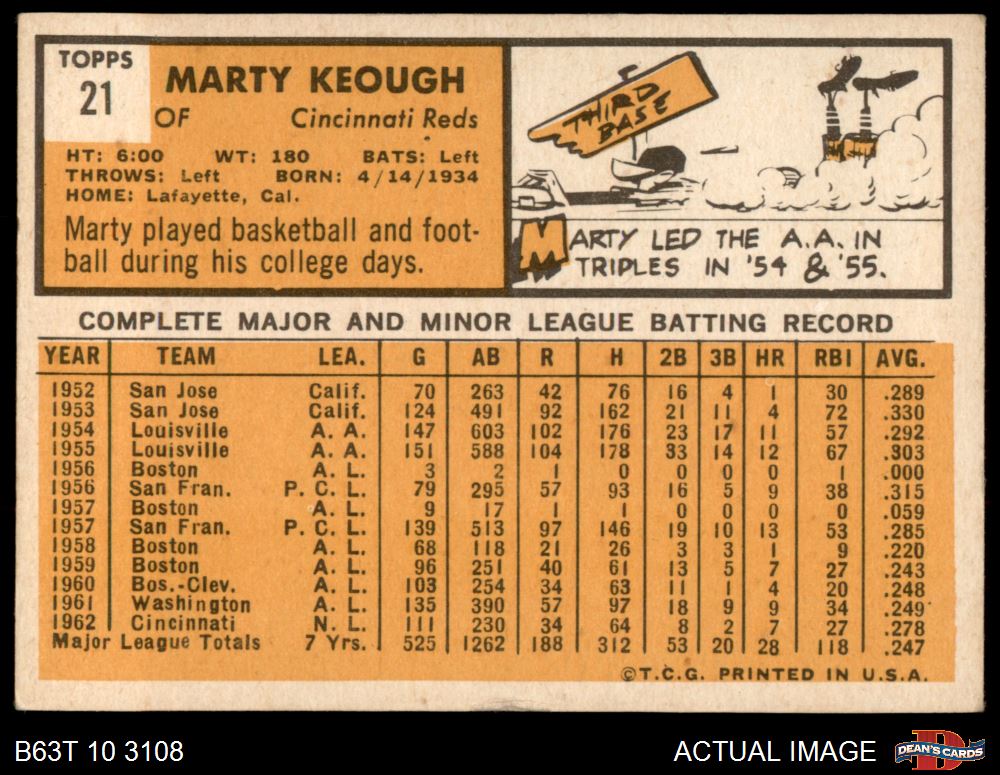 TOPPS
21
MARTY KEOUGH
OF Cincinnati Reds
HT: 6:00 WT: 180 BATS: Left
THROWS: Left BORN: 4/14/1934
HOME: Lafayette, Cal.
Marty played basketball and foot-
ball during his college days.
THIRD
BASE
MARTY LED THE A.A. IN
TRIPLES IN '54 & '55.
COMPLETE MAJOR AND MINOR LEAGUE BATTING RECORD
YEAR TEAM LEA. G AB R H 2B 3B HR RBI AVG.
1952 San Jose Calif. 70 263 42 76 16 4 1 30 .289
1953 San Jose Calif. 124 491 92 162 21 11 4 72 .330
1954 Louisville A. A. 147 603 102 176 23 17 11 57 .292
1955 Louisville A. A. 151 588 104 178 33 14 12 67 .303
1956 Boston A. L. 3 2 1 0 0 0 0 1 .000
1956 San Fran. P. C. L. 79 295 57 93 16 5 9 38 .315
1957 Boston A. L. 9 17 1 1 0 0 0 0 .059
1957 San Fran. P. C. L. 139 513 97 146 19 10 13 53 .285
1958 Boston A. L. 68 118 21 26 3 3 1 9 .220
1959 Boston A. L. 96 251 40 61 13 5 7 27 .243
1960 Bos.-Clev. A. L. 103 254 34 63 11 1 4 20 .248
1961 Washington A. L. 135 390 57 97 18 9 9 34 .249
1962 Cincinnati N. L. 111 230 34 64 8 2 7 27 .278
Major League Totals 7 Yrs. 525 1262 188 312 53 20 28 118 .247
©T.C.G. PRINTED IN U.S.A.
B63T 10 3108 ACTUAL IMAGE
D
DEAN'S CARDS